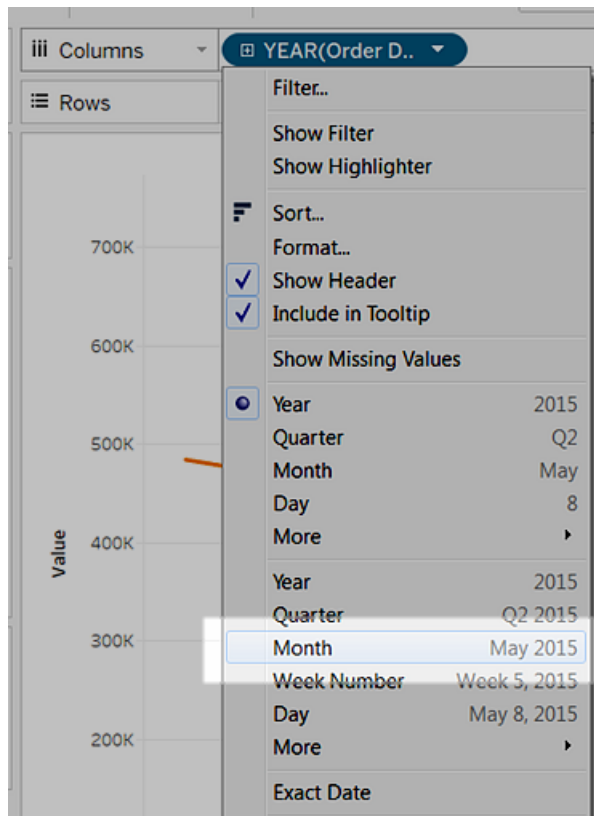 Columns YEAR(Order D..
Rows
Filter...
Show Filter
Show Highlighter
Sort...
Format...
Show Header
Include in Tooltip
Show Missing Values
Year 2015
Quarter Q2
Month May
Day 8
More
Year 2015
Quarter Q2 2015
Month May 2015
Week Number Week 5, 2015
Day May 8, 2015
More
Exact Date
700K
600K
500K
400K
300K
200K
Value